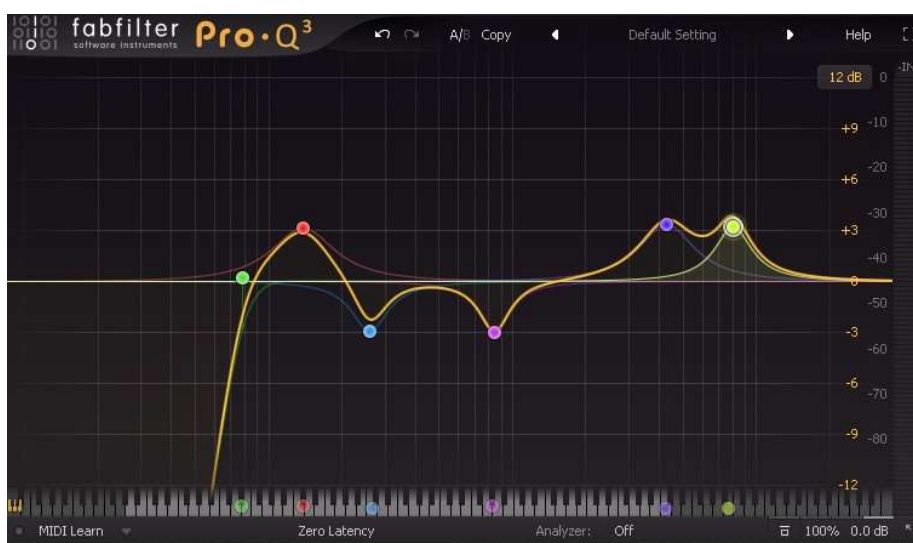 fabfilter
software instruments
Pro·Q³
A/B Copy
Default Setting
Help
-IN
12 dB 0
+9 -10
-20
+6
-30
+3
-40
0
-50
-3
-60
-6
-70
-9
-80
-12
MIDI Learn
Zero Latency
Analyzer: Off
100% 0.0 dB